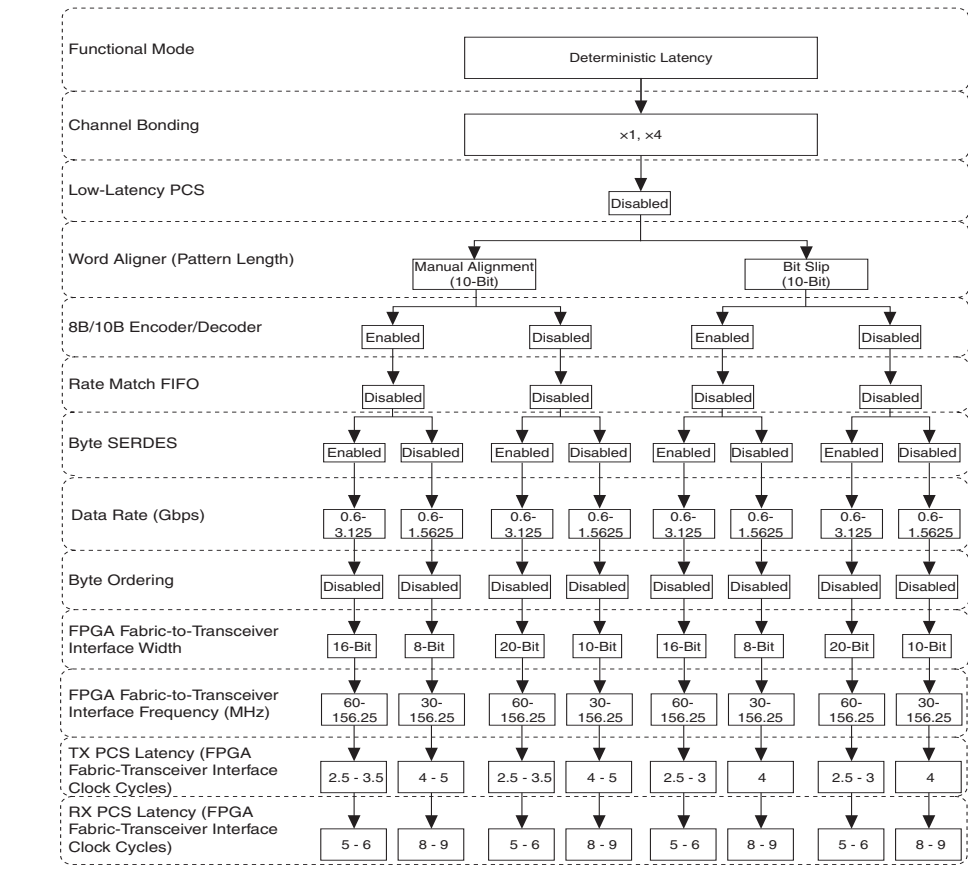 Functional Mode
Deterministic Latency
Channel Bonding
×1, ×4
Low-Latency PCS
Disabled
Word Aligner (Pattern Length)
Manual Alignment
(10-Bit)
Bit Slip
(10-Bit)
8B/10B Encoder/Decoder
Enabled
Disabled
Enabled
Disabled
Rate Match FIFO
Disabled
Disabled
Disabled
Disabled
Byte SERDES
Enabled
Disabled
Enabled
Disabled
Enabled
Disabled
Enabled
Disabled
Data Rate (Gbps)
0.6-
3.125
0.6-
1.5625
0.6-
3.125
0.6-
1.5625
0.6-
3.125
0.6-
1.5625
0.6-
3.125
0.6-
1.5625
Byte Ordering
Disabled
Disabled
Disabled
Disabled
Disabled
Disabled
Disabled
Disabled
FPGA Fabric-to-Transceiver
Interface Width
16-Bit
8-Bit
20-Bit
10-Bit
16-Bit
8-Bit
20-Bit
10-Bit
FPGA Fabric-to-Transceiver
Interface Frequency (MHz)
60-
156.25
30-
156.25
60-
156.25
30-
156.25
60-
156.25
30-
156.25
60-
156.25
30-
156.25
TX PCS Latency (FPGA
Fabric-Transceiver Interface
Clock Cycles)
2.5 - 3.5
4 - 5
2.5 - 3.5
4 - 5
2.5 - 3
4
2.5 - 3
4
RX PCS Latency (FPGA
Fabric-Transceiver Interface
Clock Cycles)
5 - 6
8 - 9
5 - 6
8 - 9
5 - 6
8 - 9
5 - 6
8 - 9